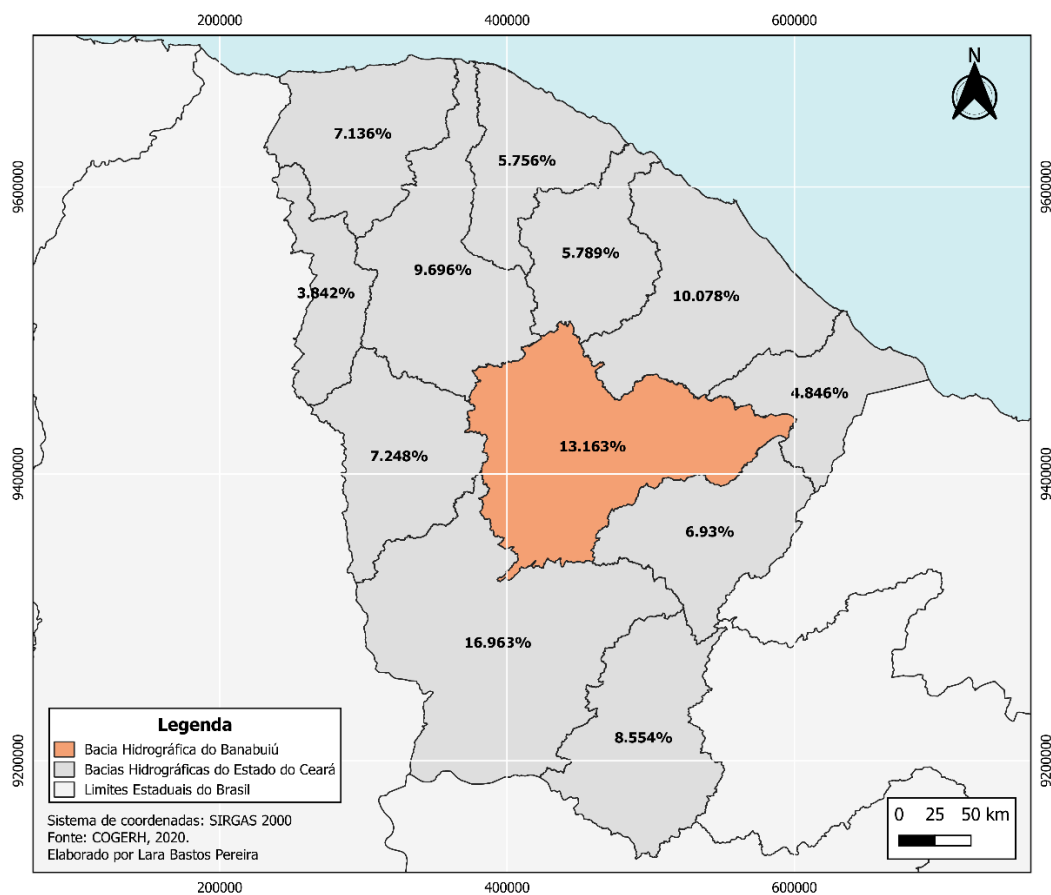 200000
400000
600000
N
7.136%
5.756%
9600000
9600000
5.789%
9.696%
3.842%
10.078%
4.846%
13.163%
7.248%
9400000
9400000
6.93%
16.963%
8.554%
Legenda
Bacia Hidrográfica do Banabuiú
Bacias Hidrográficas do Estado do Ceará
Limites Estaduais do Brasil
9200000
9200000
0 25 50 km
Sistema de coordenadas: SIRGAS 2000
Fonte: COGERH, 2020.
Elaborado por Lara Bastos Pereira
200000
400000
600000